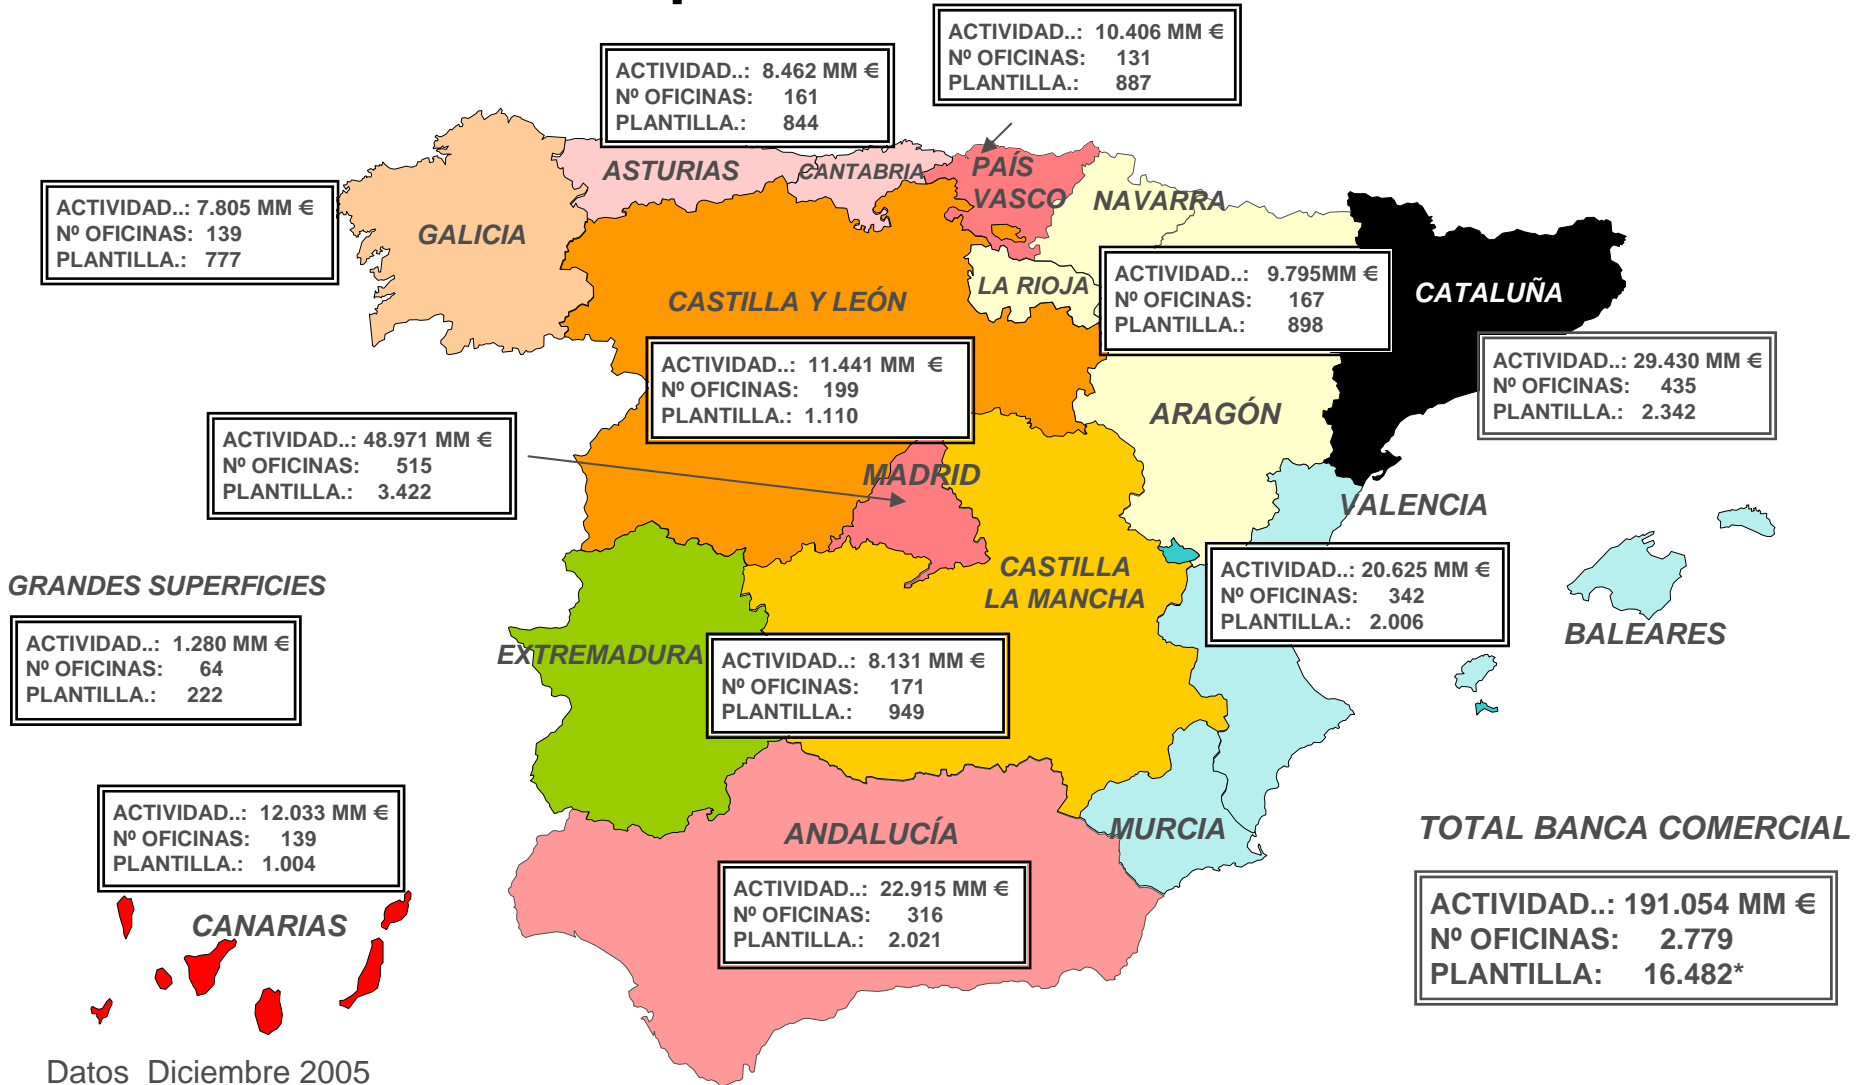 ACTIVIDAD..: 10.406 MM €
Nº OFICINAS: 131
PLANTILLA.: 887
ACTIVIDAD..: 8.462 MM €
Nº OFICINAS: 161
PLANTILLA.: 844
ASTURIAS
CANTABRIA
PAÍS
VASCO
NAVARRA
ACTIVIDAD..: 7.805 MM €
Nº OFICINAS: 139
PLANTILLA.: 777
GALICIA
LA RIOJA
ACTIVIDAD..: 9.795MM €
Nº OFICINAS: 167
PLANTILLA.: 898
CATALUÑA
CASTILLA Y LEÓN
ACTIVIDAD..: 11.441 MM €
Nº OFICINAS: 199
PLANTILLA.: 1.110
ACTIVIDAD..: 29.430 MM €
Nº OFICINAS: 435
PLANTILLA.: 2.342
ARAGÓN
ACTIVIDAD..: 48.971 MM €
Nº OFICINAS: 515
PLANTILLA.: 3.422
MADRID
VALENCIA
CASTILLA
LA MANCHA
ACTIVIDAD..: 20.625 MM €
Nº OFICINAS: 342
PLANTILLA.: 2.006
BALEARES
GRANDES SUPERFICIES
ACTIVIDAD..: 1.280 MM €
Nº OFICINAS: 64
PLANTILLA.: 222
EXTREMADURA
ACTIVIDAD..: 8.131 MM €
Nº OFICINAS: 171
PLANTILLA.: 949
ACTIVIDAD..: 12.033 MM €
Nº OFICINAS: 139
PLANTILLA.: 1.004
CANARIAS
ANDALUCÍA
MURCIA
ACTIVIDAD..: 22.915 MM €
Nº OFICINAS: 316
PLANTILLA.: 2.021
TOTAL BANCA COMERCIAL
ACTIVIDAD..: 191.054 MM €
Nº OFICINAS: 2.779
PLANTILLA: 16.482*
Datos Diciembre 2005